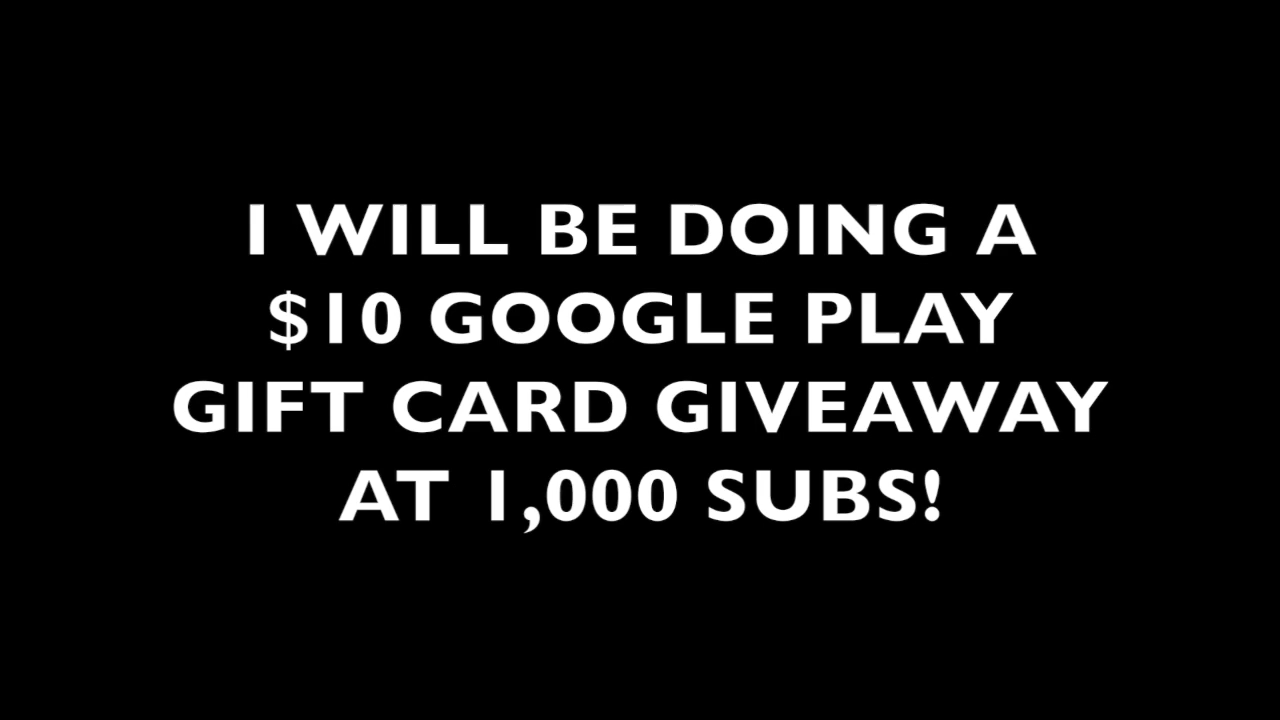 I WILL BE DOING A
$10 GOOGLE PLAY
GIFT CARD GIVEAWAY
AT 1,000 SUBS!